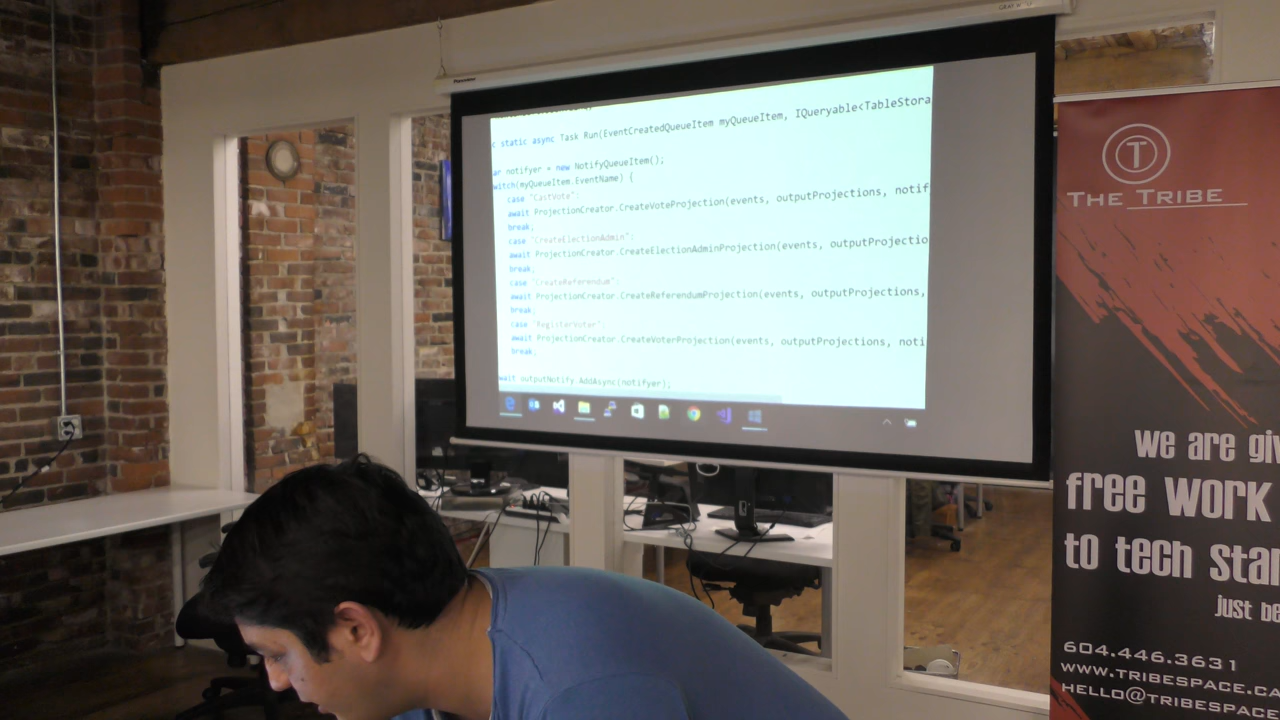 c static async Task Run(EventCreatedQueueItem myQueueItem, IQueryable<TableStora
ar notifyer = new NotifyQueueItem();
witch(myQueueItem.EventName) {
case "CastVote":
await ProjectionCreator.CreateVoteProjection(events, outputProjections, notif
break;
case "CreateElectionAdmin":
await ProjectionCreator.CreateElectionAdminProjection(events, outputProjectio
break;
case "CreateReferendum":
await ProjectionCreator.CreateReferendumProjection(events, outputProjections,
break;
case "RegisterVoter":
await ProjectionCreator.CreateVoterProjection(events, outputProjections, noti
break;
wait outputNotify.AddAsync(notifyer);
T
THE TRIBE
we are giv
free work
to tech star
just be
604.446.3631
WWW.TRIBESPACE.CA
HELLO@TRIBESPACE